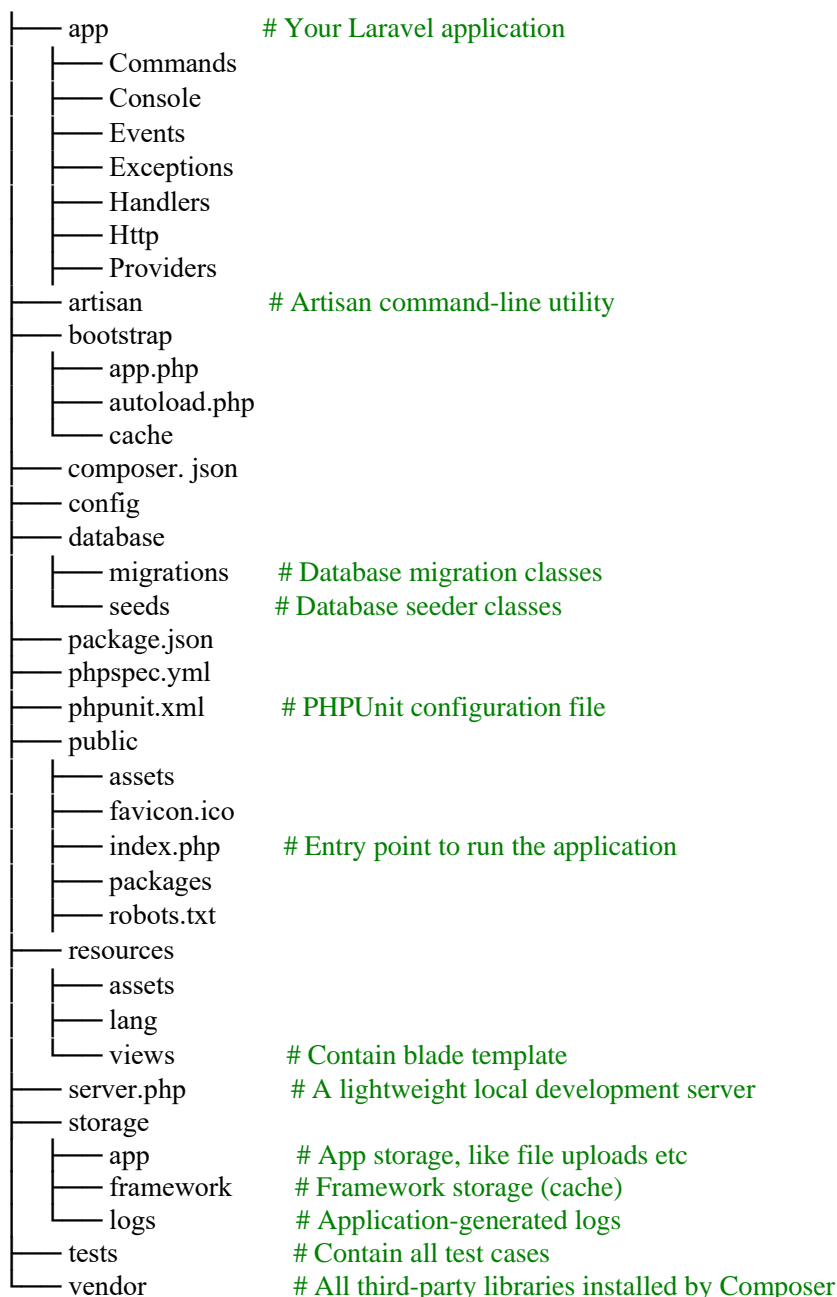 ├── app # Your Laravel application
│ ├── Commands
│ ├── Console
│ ├── Events
│ ├── Exceptions
│ ├── Handlers
│ ├── Http
│ ├── Providers
├── artisan # Artisan command-line utility
├── bootstrap
│ ├── app.php
│ ├── autoload.php
│ └── cache
├── composer. json
├── config
├── database
│ ├── migrations # Database migration classes
│ └── seeds # Database seeder classes
├── package.json
├── phpspec.yml
├── phpunit.xml # PHPUnit configuration file
├── public
│ ├── assets
│ ├── favicon.ico
│ ├── index.php # Entry point to run the application
│ ├── packages
│ ├── robots.txt
├── resources
│ ├── assets
│ ├── lang
│ └── views # Contain blade template
├── server.php # A lightweight local development server
├── storage
│ ├── app # App storage, like file uploads etc
│ ├── framework # Framework storage (cache)
│ └── logs # Application-generated logs
├── tests # Contain all test cases
└── vendor # All third-party libraries installed by Composer